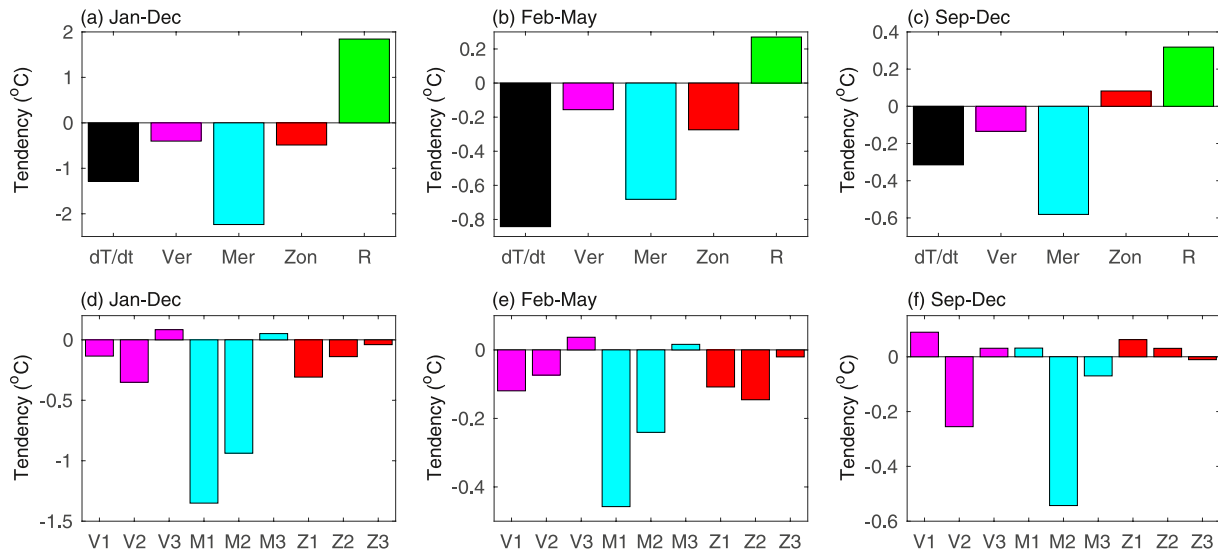 (a) Jan-Dec
Tendency (°C)
2
1
0
-1
-2
dT/dt Ver Mer Zon R
(b) Feb-May
Tendency (°C)
0.2
0
-0.2
-0.4
-0.6
-0.8
dT/dt Ver Mer Zon R
(c) Sep-Dec
Tendency (°C)
0.4
0.2
0
-0.2
-0.4
-0.6
dT/dt Ver Mer Zon R
(d) Jan-Dec
Tendency (°C)
0
-0.5
-1
-1.5
V1 V2 V3 M1 M2 M3 Z1 Z2 Z3
(e) Feb-May
Tendency (°C)
0
-0.2
-0.4
V1 V2 V3 M1 M2 M3 Z1 Z2 Z3
(f) Sep-Dec
Tendency (°C)
0
-0.2
-0.4
-0.6
V1 V2 V3 M1 M2 M3 Z1 Z2 Z3